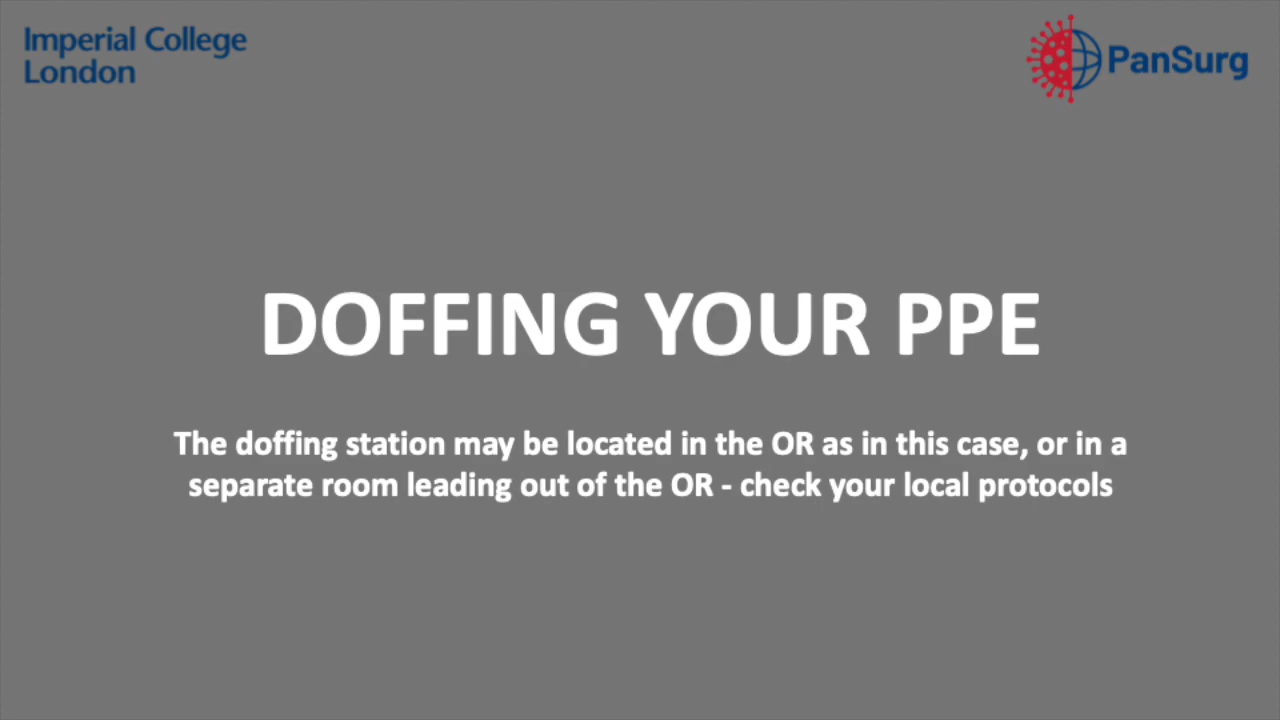 Imperial College
London
PanSurg
DOFFING YOUR PPE
The doffing station may be located in the OR as in this case, or in a
separate room leading out of the OR - check your local protocols